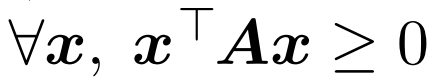 ∀𝒙, 𝒙⊤𝑨𝒙 ≥ 0